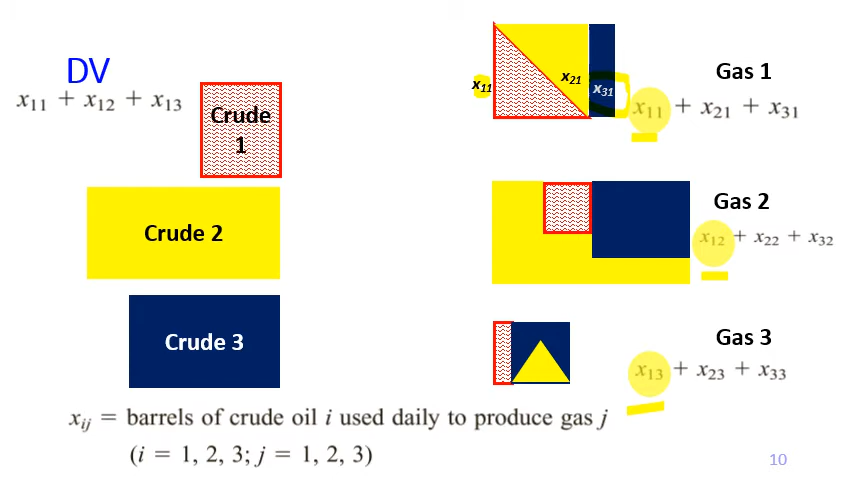 DV
x11 + x12 + x13
Crude
1
Crude 2
Crude 3
x11
x21
x31
Gas 1
x11 + x21 + x31
Gas 2
x12 + x22 + x32
Gas 3
x13 + x23 + x33
xij = barrels of crude oil i used daily to produce gas j
(i = 1, 2, 3; j = 1, 2, 3)
10